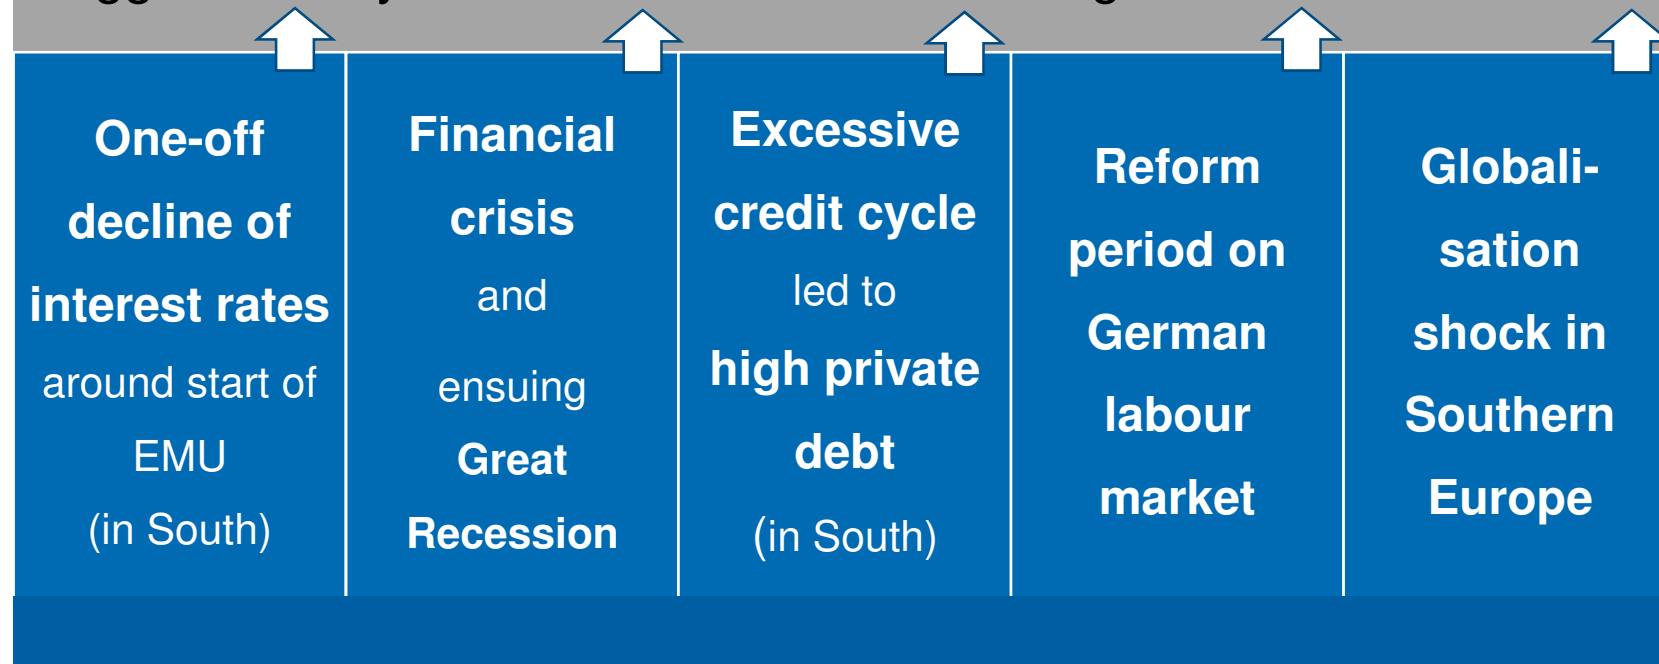 One-off
decline of
interest rates
around start of
EMU
(in South)
Financial
crisis
and
ensuing
Great
Recession
Excessive
credit cycle
led to
high private
debt
(in South)
Reform
period on
German
labour
market
Globali-
sation
shock in
Southern
Europe